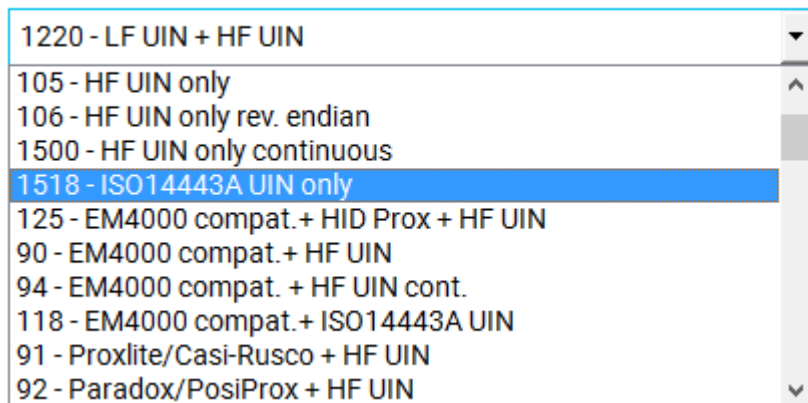 1220 - LF UIN + HF UIN
105 - HF UIN only
106 - HF UIN only rev. endian
1500 - HF UIN only continuous
1518 - ISO14443A UIN only
125 - EM4000 compat.+ HID Prox + HF UIN
90 - EM4000 compat.+ HF UIN
94 - EM4000 compat. + HF UIN cont.
118 - EM4000 compat.+ ISO14443A UIN
91 - Proxlite/Casi-Rusco + HF UIN
92 - Paradox/PosiProx + HF UIN